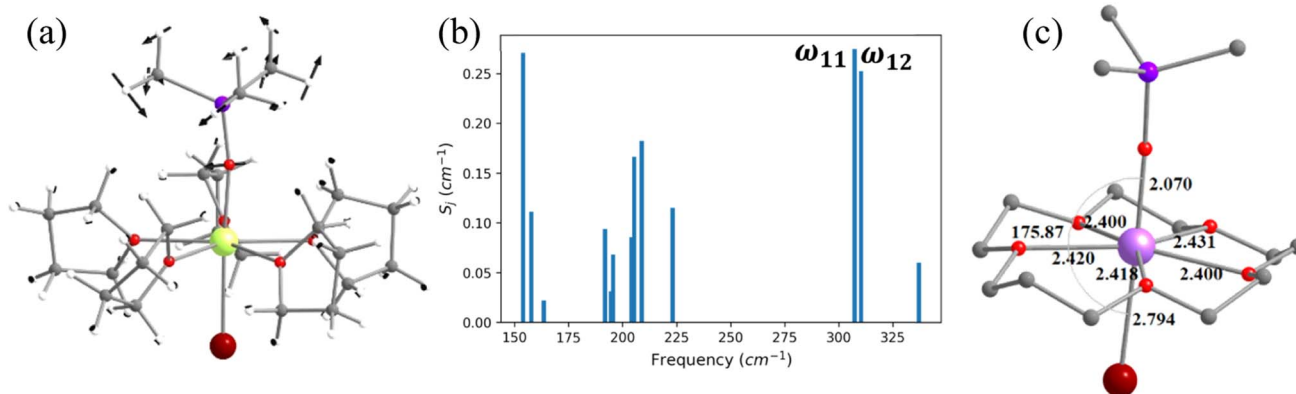 (a)
(b)
(c)
ω₁₁ ω₁₂
0.25
0.20
0.15
0.10
0.05
0.00
S_j (cm⁻¹)
150 175 200 225 250 275 300 325
Frequency (cm⁻¹)
2.070
2.400
175.87
2.431
2.420
2.418
2.400
2.794